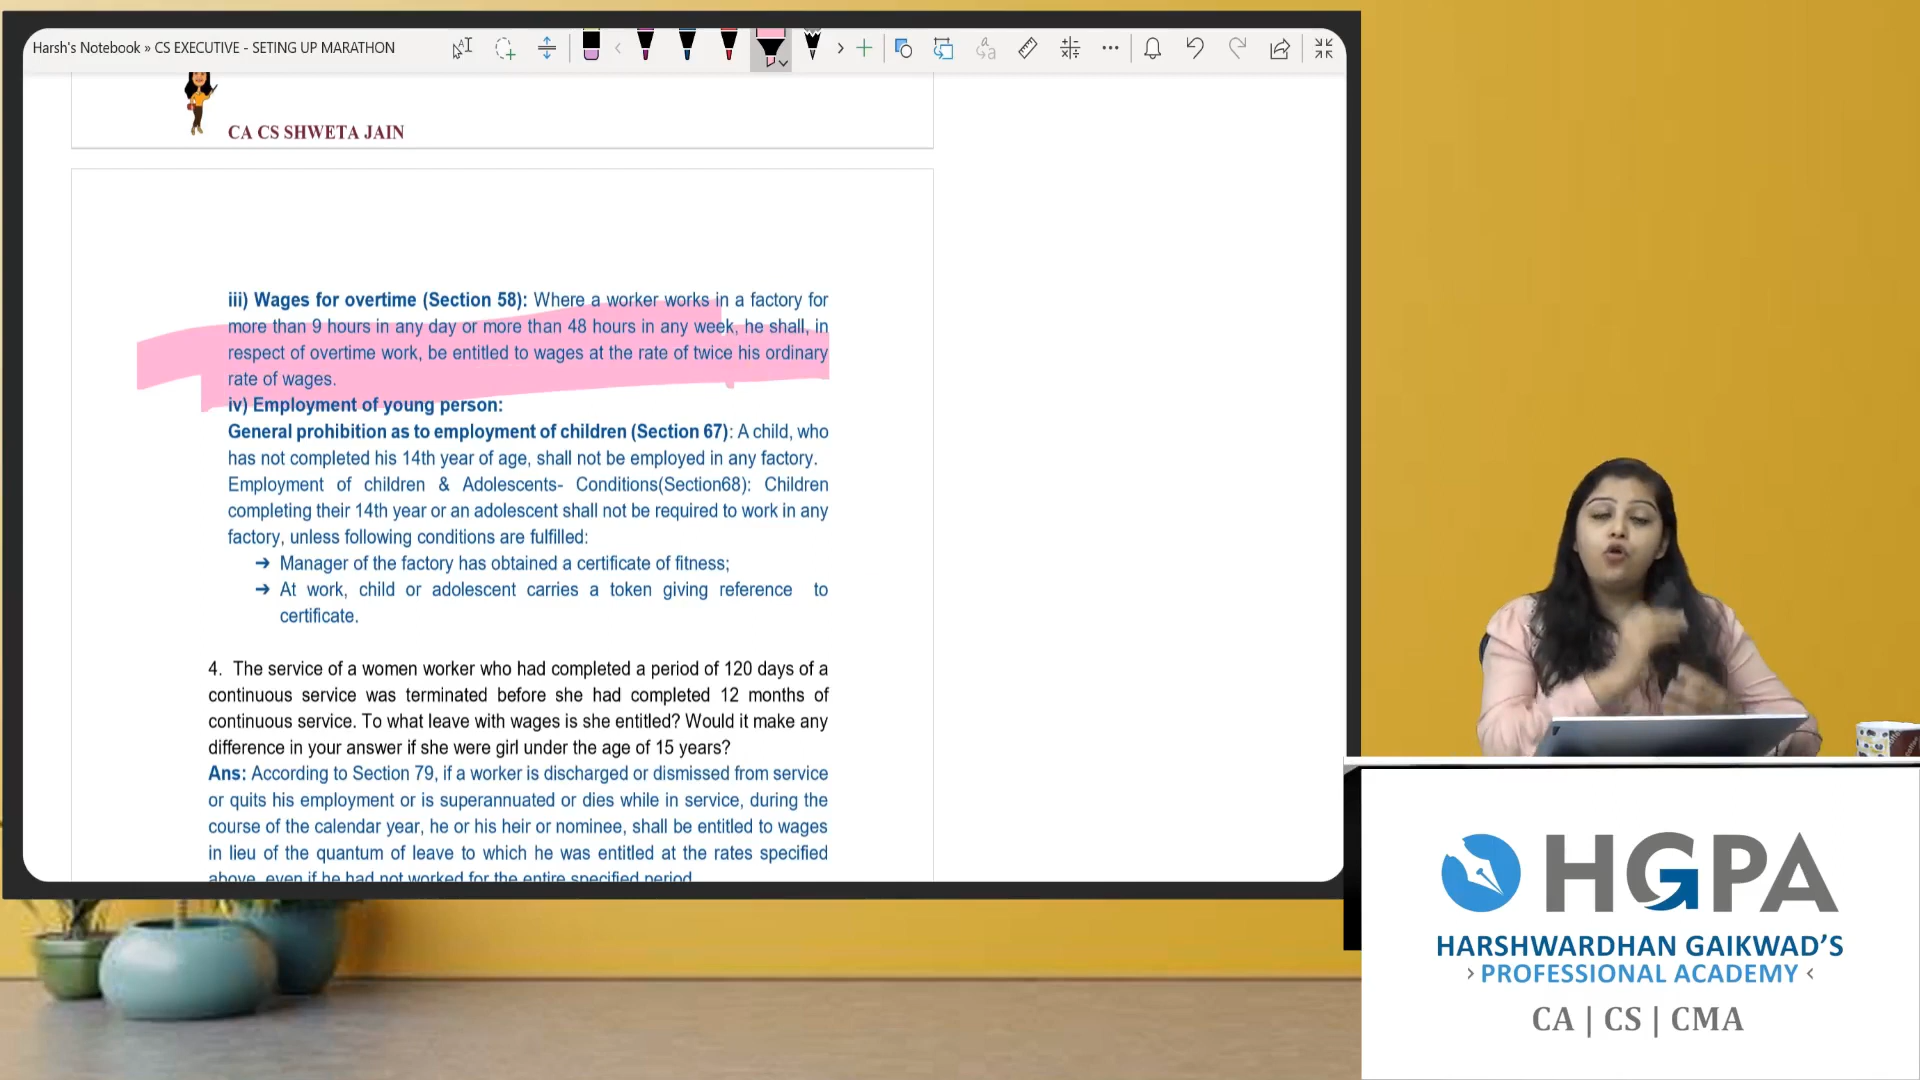 Harsh's Notebook » CS EXECUTIVE - SETING UP MARATHON
CA CS SHWETA JAIN
iii) Wages for overtime (Section 58): Where a worker works in a factory for
more than 9 hours in any day or more than 48 hours in any week, he shall, in
respect of overtime work, be entitled to wages at the rate of twice his ordinary
rate of wages.
iv) Employment of young person:
General prohibition as to employment of children (Section 67): A child, who
has not completed his 14th year of age, shall not be employed in any factory.
Employment of children & Adolescents- Conditions(Section68): Children
completing their 14th year or an adolescent shall not be required to work in any
factory, unless following conditions are fulfilled:
→ Manager of the factory has obtained a certificate of fitness;
→ At work, child or adolescent carries a token giving reference to
certificate.
4. The service of a women worker who had completed a period of 120 days of a
continuous service was terminated before she had completed 12 months of
continuous service. To what leave with wages is she entitled? Would it make any
difference in your answer if she were girl under the age of 15 years?
Ans: According to Section 79, if a worker is discharged or dismissed from service
or quits his employment or is superannuated or dies while in service, during the
course of the calendar year, he or his heir or nominee, shall be entitled to wages
in lieu of the quantum of leave to which he was entitled at the rates specified
above, even if he had not worked for the entire specified period.
HGPA
HARSHWARDHAN GAIKWAD'S
› PROFESSIONAL ACADEMY ‹
CA | CS | CMA